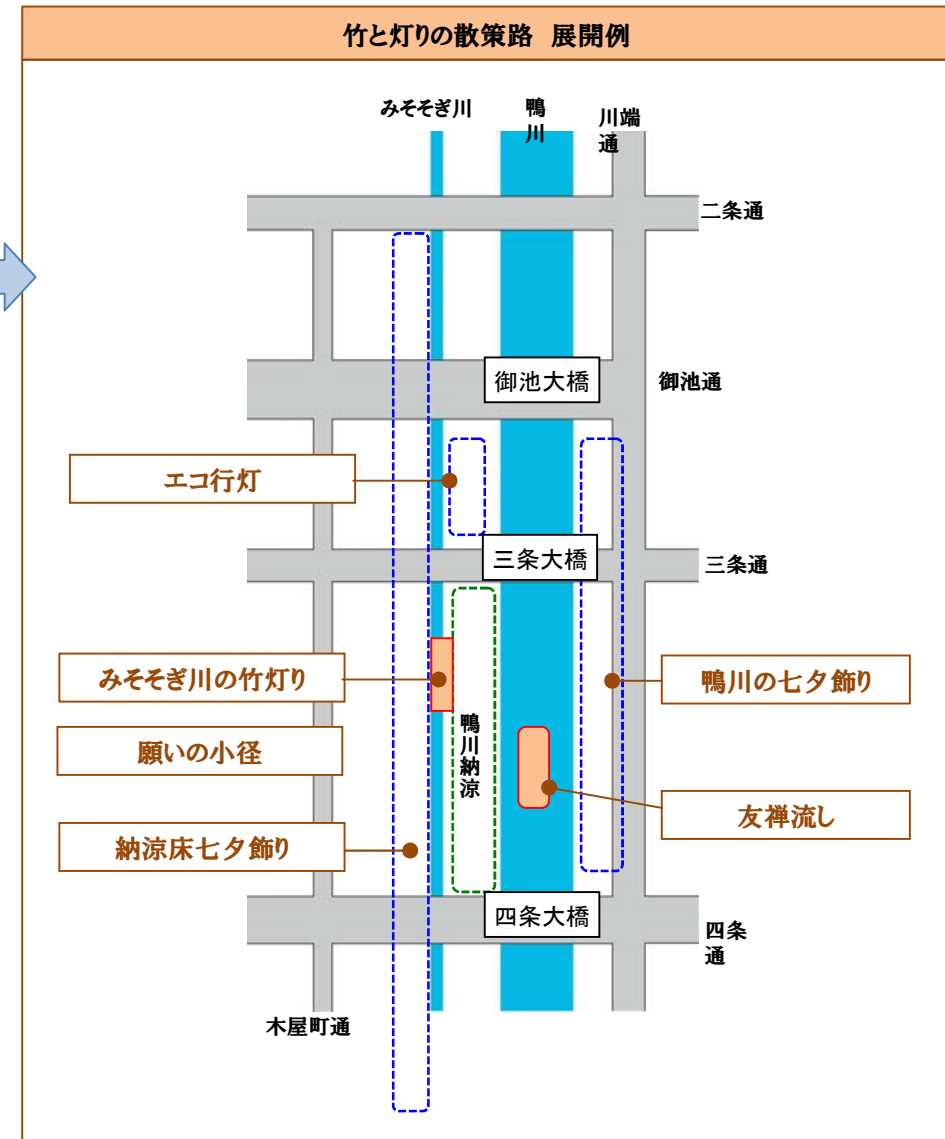 竹と灯りの散策路 展開例
みそそぎ川
鴨
川
川端
通
二条通
御池大橋
御池通
エコ行灯
三条大橋
三条通
みそそぎ川の竹灯り
鴨川の七夕飾り
鴨川納涼
願いの小径
友禅流し
納涼床七夕飾り
四条大橋
四条
通
木屋町通